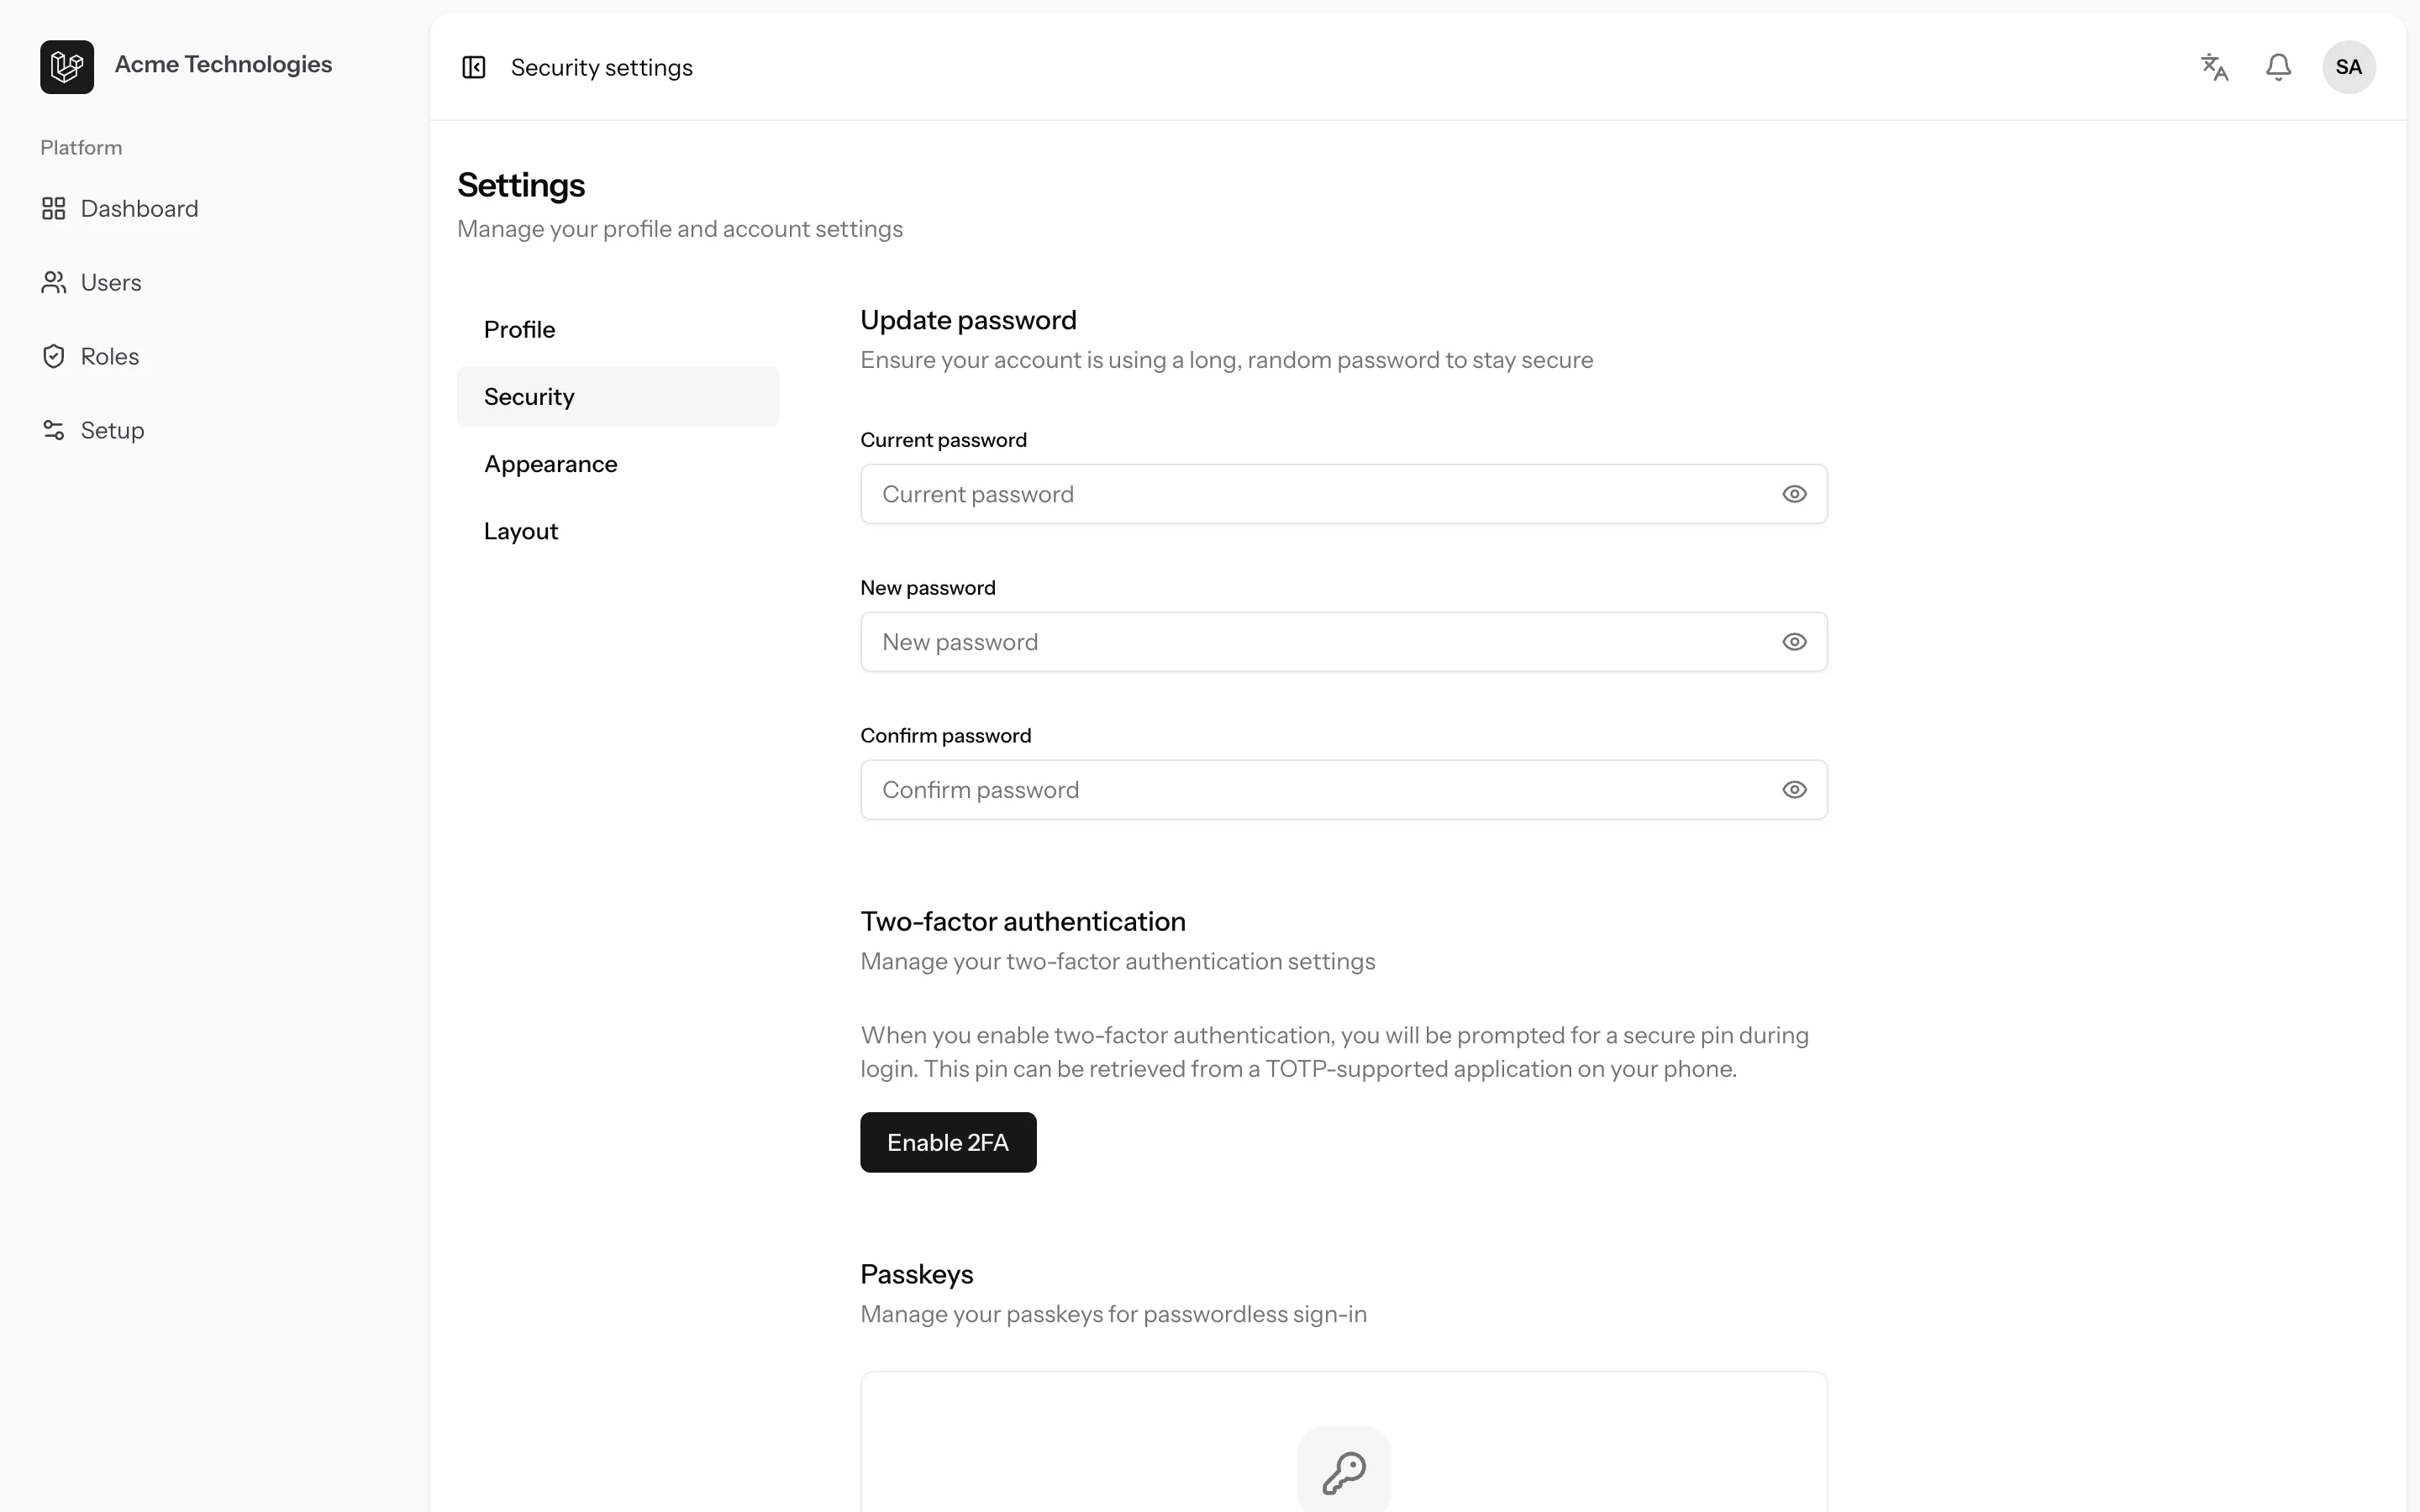 Acme Technologies
Platform
Dashboard
Users
Roles
Setup
Security settings
SA
Settings
Manage your profile and account settings
Profile
Security
Appearance
Layout
Update password
Ensure your account is using a long, random password to stay secure
Current password
Current password
New password
New password
Confirm password
Confirm password
Two-factor authentication
Manage your two-factor authentication settings
When you enable two-factor authentication, you will be prompted for a secure pin during
login. This pin can be retrieved from a TOTP-supported application on your phone.
Enable 2FA
Passkeys
Manage your passkeys for passwordless sign-in